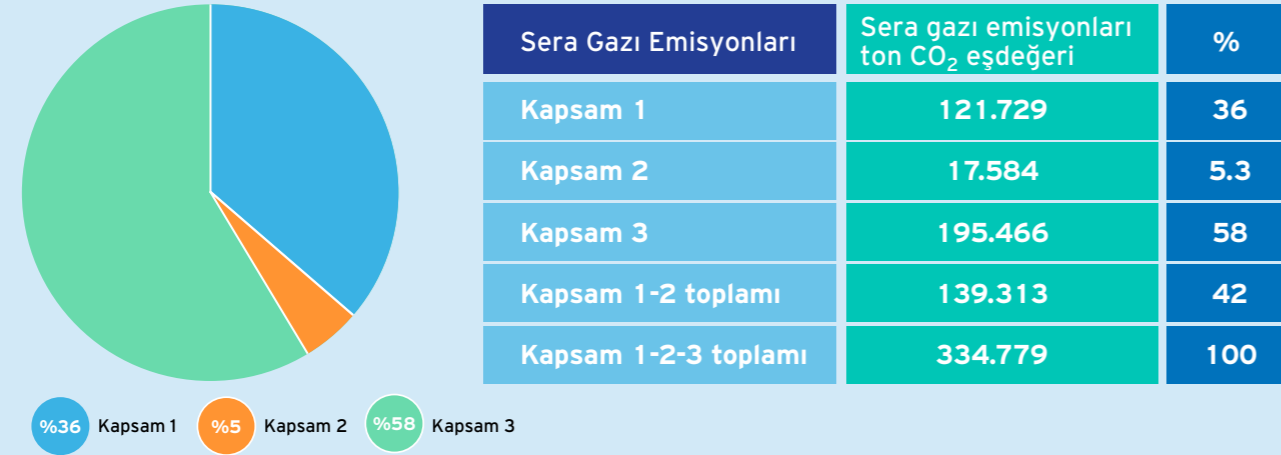 Sera Gazı Emisyonları
Sera gazı emisyonları
ton CO₂ eşdeğeri
%
Kapsam 1 121.729 36
Kapsam 2 17.584 5.3
Kapsam 3 195.466 58
Kapsam 1-2 toplamı 139.313 42
Kapsam 1-2-3 toplamı 334.779 100
%36 Kapsam 1 %5 Kapsam 2 %58 Kapsam 3